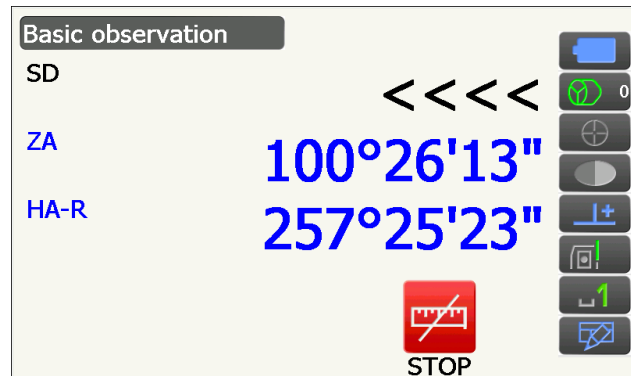 Basic observation
SD
<<<<
ZA
100°26'13"
HA-R
257°25'23"
0
1
STOP